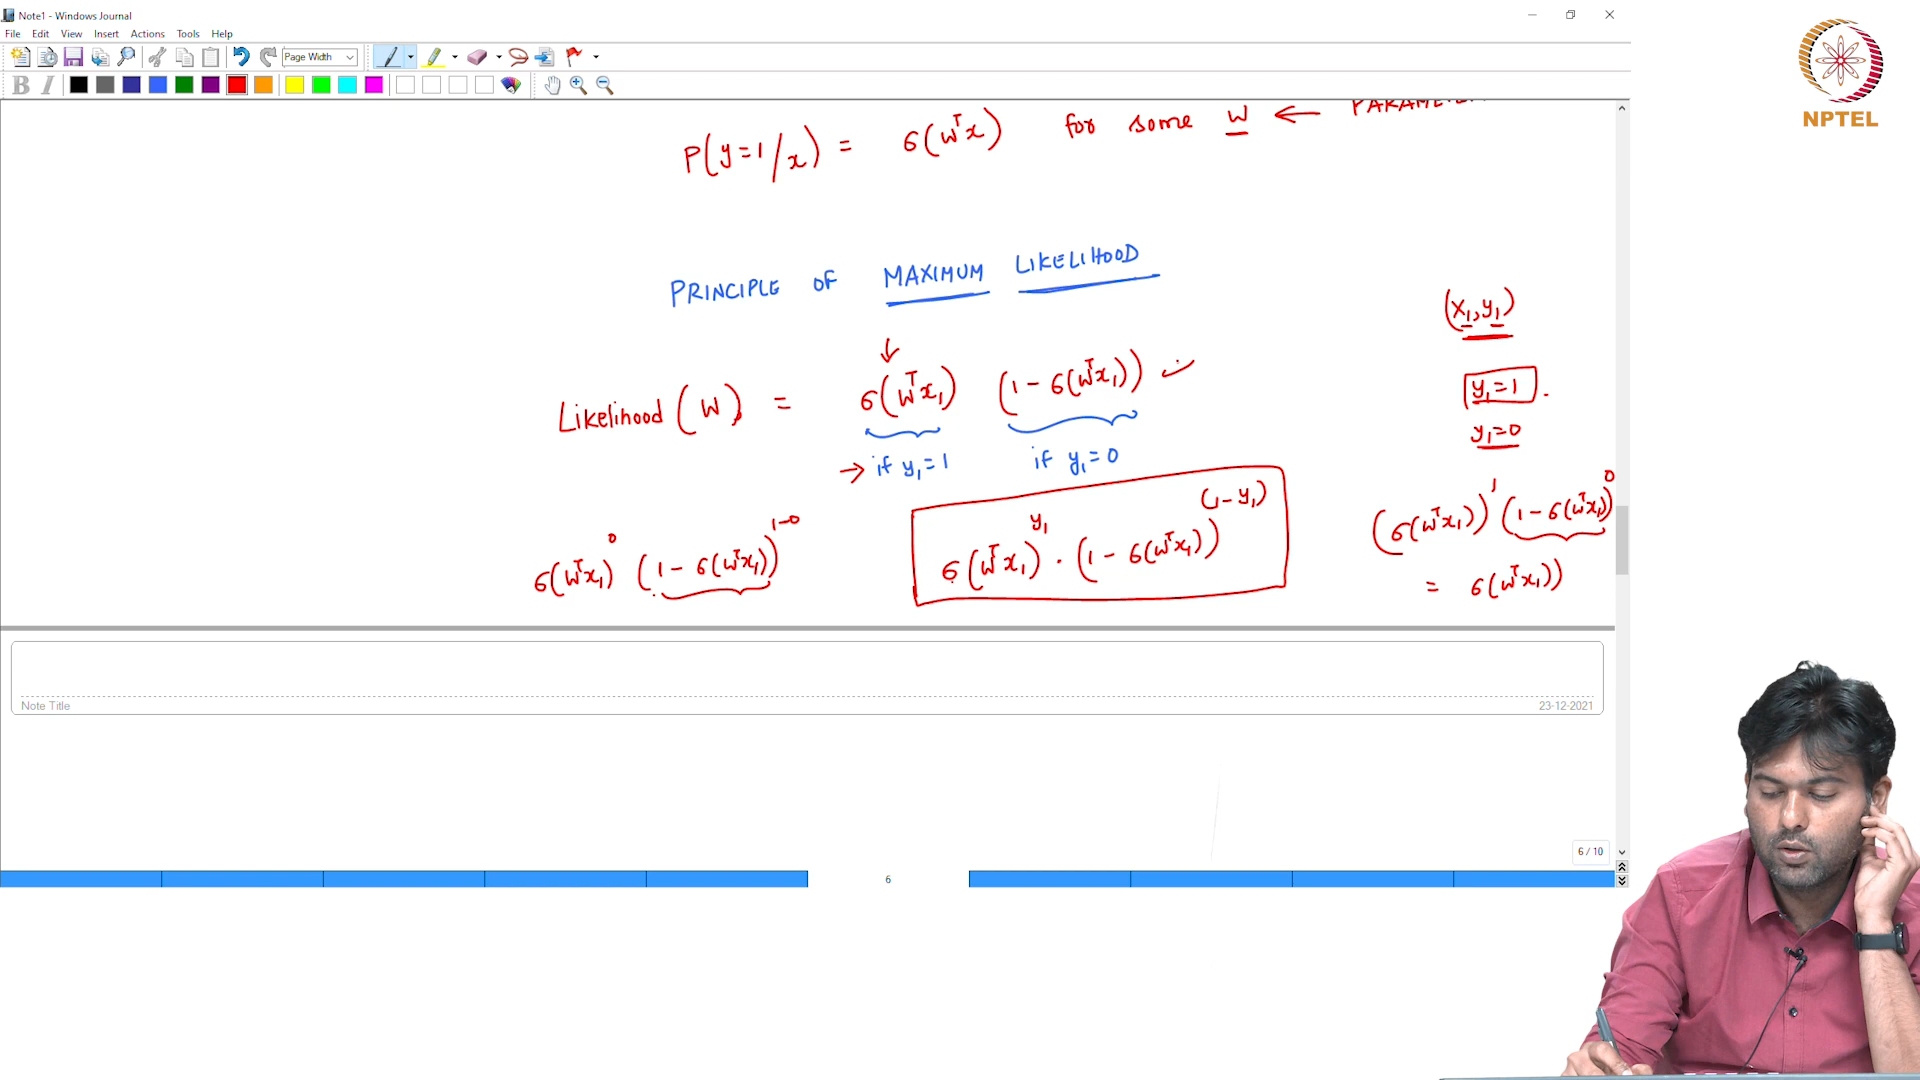 Note1 - Windows Journal
File Edit View Insert Actions Tools Help
Page Width
B I
NPTEL
P(y=1/x) = σ(wᵀx) for some w ←
PRINCIPLE OF MAXIMUM LIKELIHOOD
(x₁, y₁)
Likelihood (W) = σ(wᵀx₁) (1 - σ(wᵀx₁)) ✓
y₁=1 .
y₁=0
→ if y₁=1 if y₁=0
σ(wᵀx₁)⁰ (1 - σ(wᵀx₁))¹⁻⁰
σ(wᵀx₁)^y₁ · (1 - σ(wᵀx₁))^(1-y₁)
(σ(wᵀx₁))¹ (1 - σ(wᵀx₁))⁰
= σ(wᵀx₁))
Note Title 23-12-2021
6 / 10
6